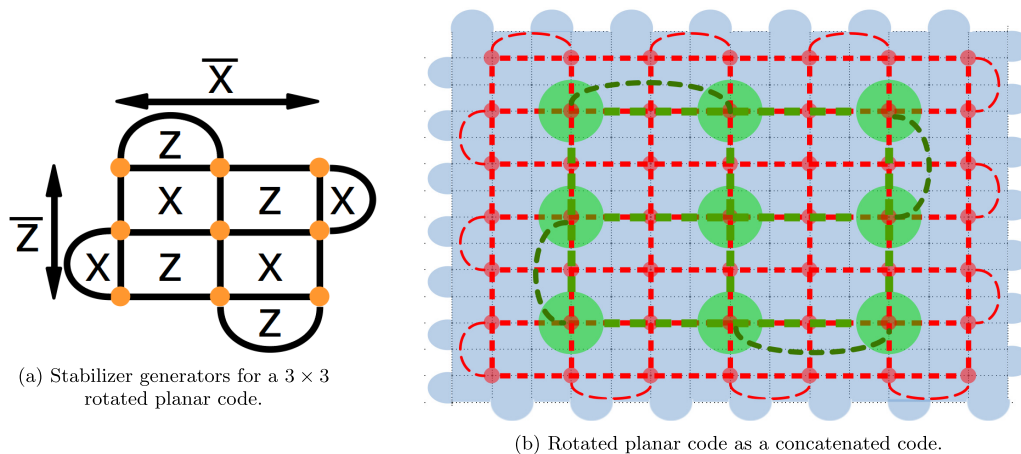 X̅
Z
X Z X
Z̅
X Z X
Z
(a) Stabilizer generators for a 3 × 3
rotated planar code.
(b) Rotated planar code as a concatenated code.